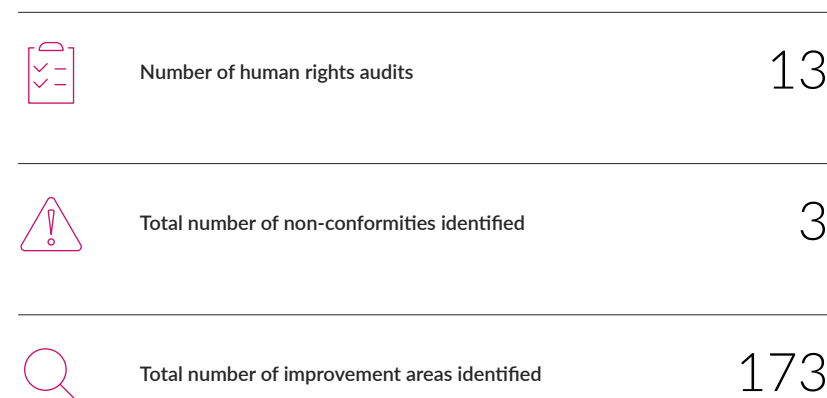 Number of human rights audits 13
Total number of non-conformities identified 3
Total number of improvement areas identified 173